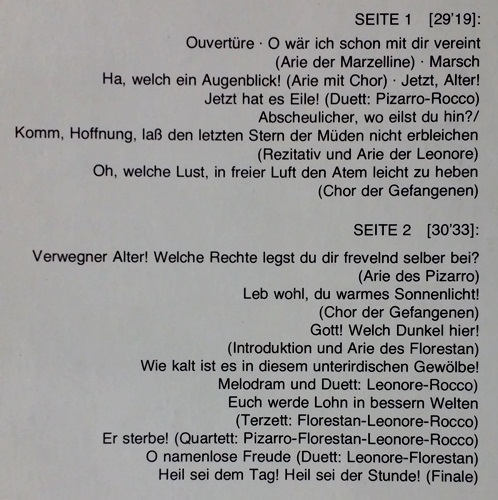 SEITE 1 [29'19]:
Ouvertüre · O wär ich schon mit dir vereint
(Arie der Marzelline) · Marsch
Ha, welch ein Augenblick! (Arie mit Chor) · Jetzt, Alter!
Jetzt hat es Eile! (Duett: Pizarro-Rocco)
Abscheulicher, wo eilst du hin?/
Komm, Hoffnung, laß den letzten Stern der Müden nicht erbleichen
(Rezitativ und Arie der Leonore)
Oh, welche Lust, in freier Luft den Atem leicht zu heben
(Chor der Gefangenen)
SEITE 2 [30'33]:
Verwegner Alter! Welche Rechte legst du dir frevelnd selber bei?
(Arie des Pizarro)
Leb wohl, du warmes Sonnenlicht!
(Chor der Gefangenen)
Gott! Welch Dunkel hier!
(Introduktion und Arie des Florestan)
Wie kalt ist es in diesem unterirdischen Gewölbe!
Melodram und Duett: Leonore-Rocco)
Euch werde Lohn in bessern Welten
(Terzett: Florestan-Leonore-Rocco)
Er sterbe! (Quartett: Pizarro-Florestan-Leonore-Rocco)
O namenlose Freude (Duett: Leonore-Florestan)
Heil sei dem Tag! Heil sei der Stunde! (Finale)